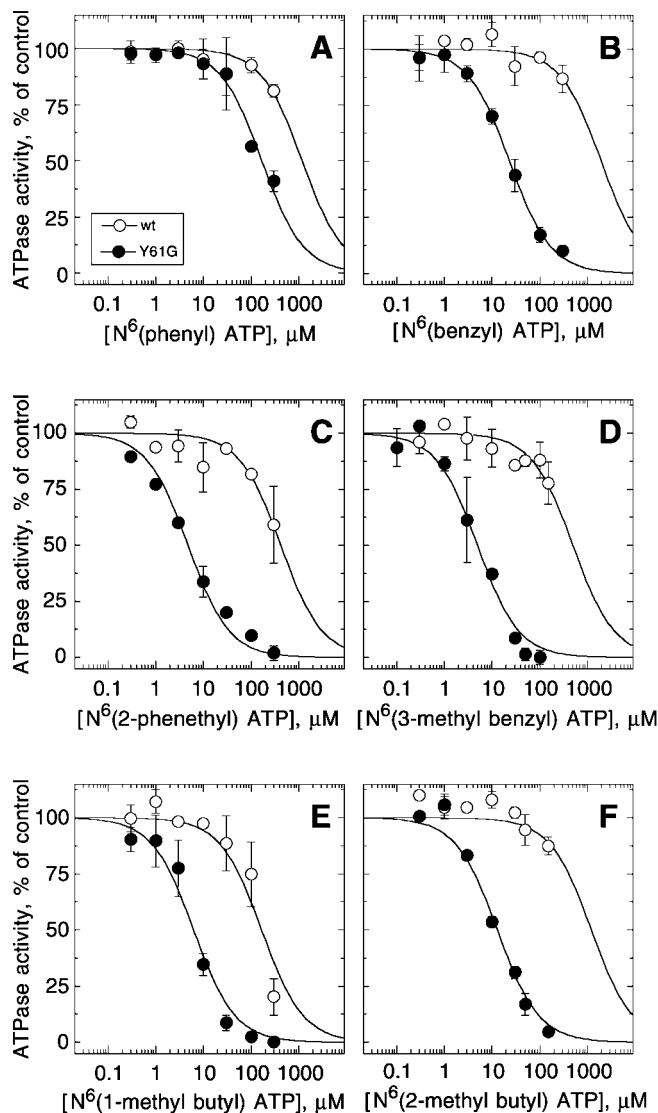 A
B
ATPase activity, % of control
100
75
50
25
0
wt
Y61G
0.1 1 10 100 1000
0.1 1 10 100 1000
[N⁶(phenyl) ATP], μM
[N⁶(benzyl) ATP], μM
C
D
ATPase activity, % of control
100
75
50
25
0
0.1 1 10 100 1000
0.1 1 10 100 1000
[N⁶(2-phenethyl) ATP], μM
[N⁶(3-methyl benzyl) ATP], μM
E
F
ATPase activity, % of control
100
75
50
25
0
0.1 1 10 100 1000
0.1 1 10 100 1000
[N⁶(1-methyl butyl) ATP], μM
[N⁶(2-methyl butyl) ATP], μM